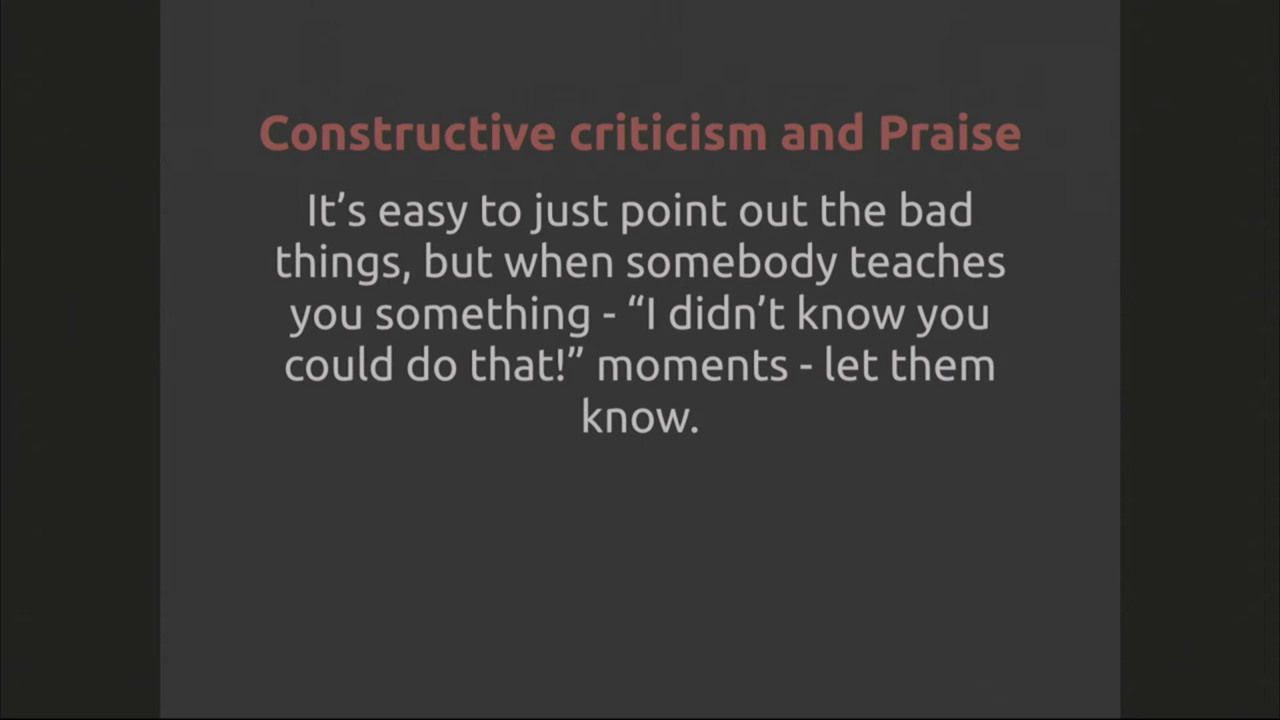 Constructive criticism and Praise
It’s easy to just point out the bad
things, but when somebody teaches
you something - “I didn’t know you
could do that!” moments - let them
know.